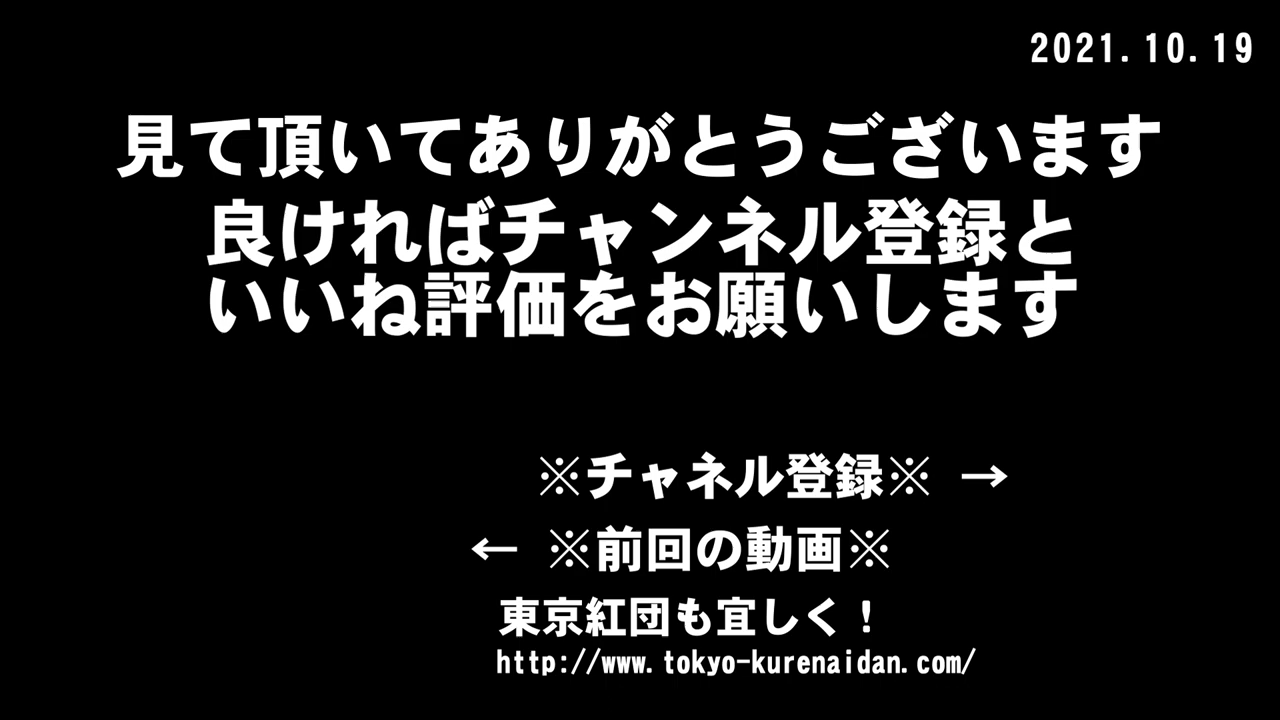 2021.10.19
見て頂いてありがとうございます
良ければチャンネル登録と
いいね評価をお願いします
※チャネル登録※ →
← ※前回の動画※
東京紅団も宜しく！
http://www.tokyo-kurenaidan.com/